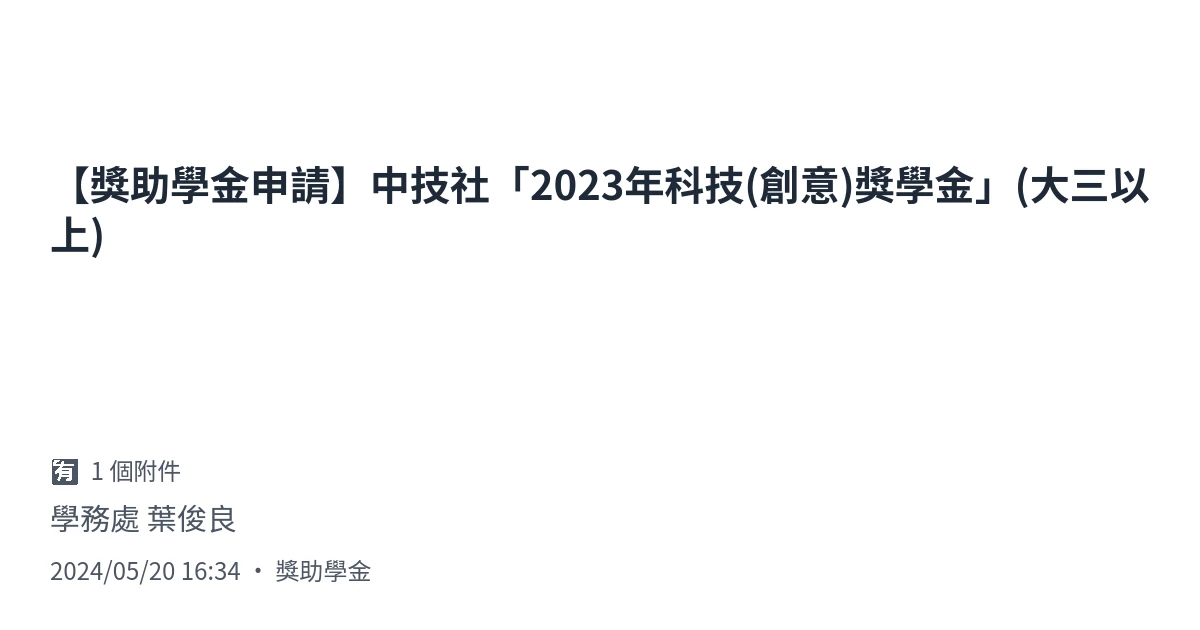 【獎助學金申請】中技社「2023年科技(創意)獎學金」(大三以
上)
🈶 1 個附件
學務處 葉俊良
2024/05/20 16:34 · 獎助學金